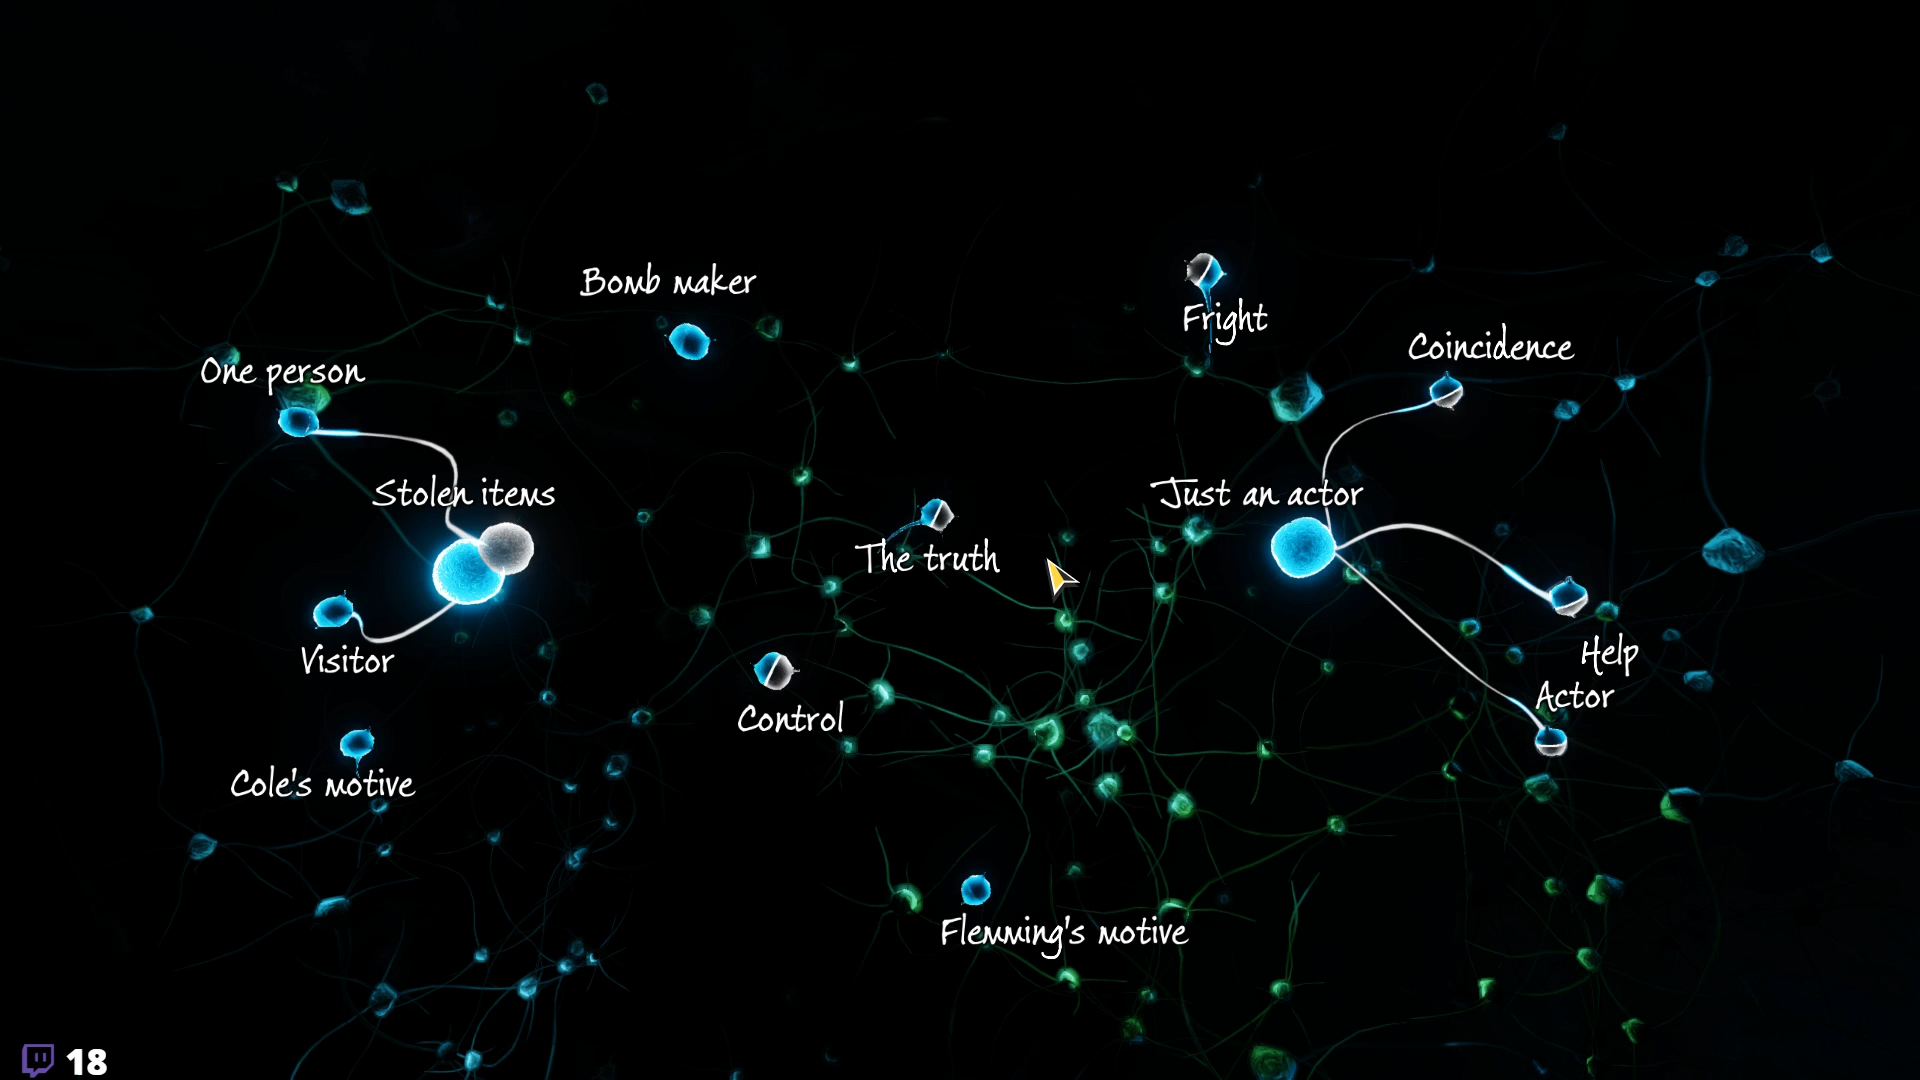 Bomb maker
Fright
Coincidence
One person
Stolen items
Just an actor
The truth
Visitor
Help
Actor
Control
Cole's motive
Flemming's motive
18